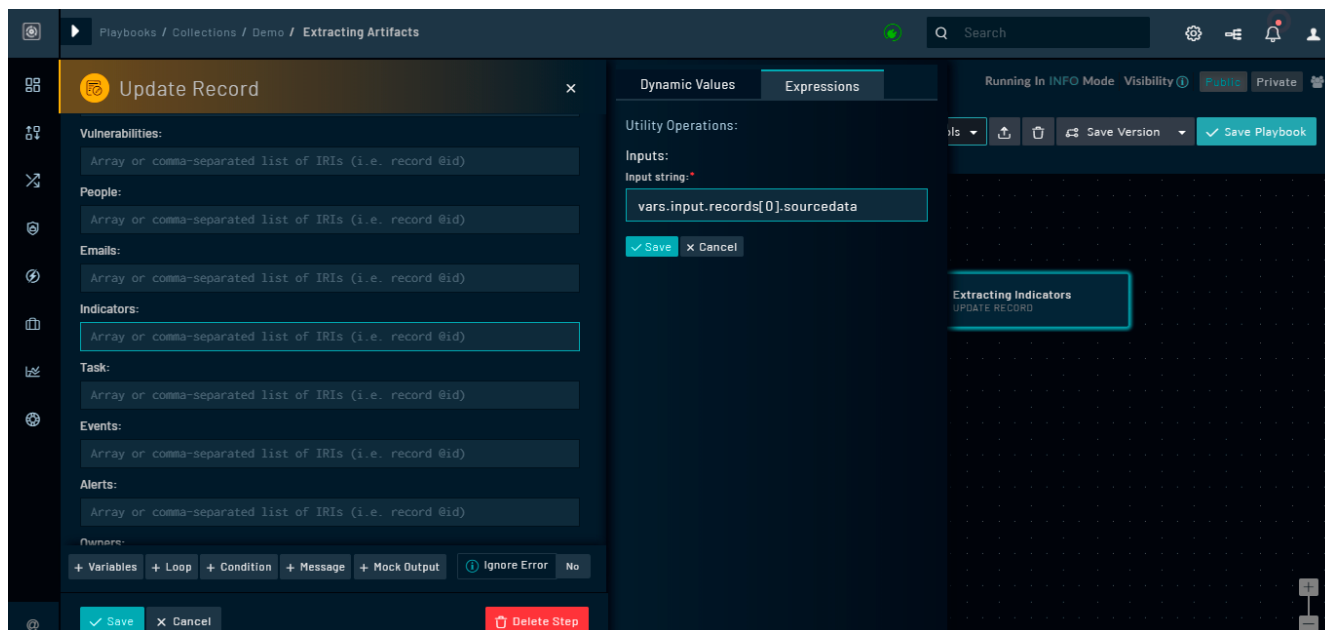 Playbooks / Collections / Demo / Extracting Artifacts
Search
Update Record
Vulnerabilities:
Array or comma-separated list of IRIs (i.e. record @id)
People:
Array or comma-separated list of IRIs (i.e. record @id)
Emails:
Array or comma-separated list of IRIs (i.e. record @id)
Indicators:
Array or comma-separated list of IRIs (i.e. record @id)
Task:
Array or comma-separated list of IRIs (i.e. record @id)
Events:
Array or comma-separated list of IRIs (i.e. record @id)
Alerts:
Array or comma-separated list of IRIs (i.e. record @id)
Owners:
+ Variables + Loop + Condition + Message + Mock Output Ignore Error No
Save × Cancel Delete Step
@
Dynamic Values Expressions
Utility Operations:
Inputs:
Input string:*
vars.input.records[0].sourcedata
Save × Cancel
Running In INFO Mode Visibility Public Private
ols Save Version Save Playbook
Extracting Indicators
UPDATE RECORD